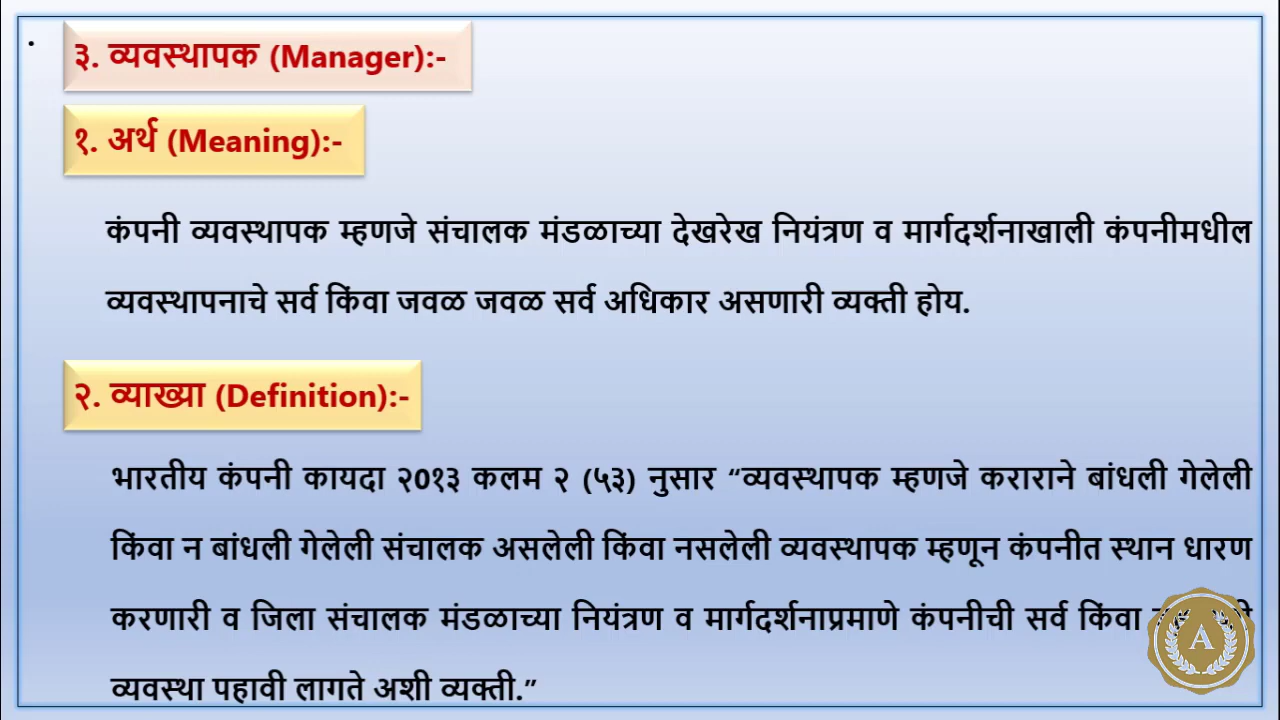 ३. व्यवस्थापक (Manager):-
१. अर्थ (Meaning):-
कंपनी व्यवस्थापक म्हणजे संचालक मंडळाच्या देखरेख नियंत्रण व मार्गदर्शनाखाली कंपनीमधील
व्यवस्थापनाचे सर्व किंवा जवळ जवळ सर्व अधिकार असणारी व्यक्ती होय.
२. व्याख्या (Definition):-
भारतीय कंपनी कायदा २0१३ कलम २ (५३) नुसार “व्यवस्थापक म्हणजे कराराने बांधली गेलेली
किंवा न बांधली गेलेली संचालक असलेली किंवा नसलेली व्यवस्थापक म्हणून कंपनीत स्थान धारण
करणारी व जिला संचालक मंडळाच्या नियंत्रण व मार्गदर्शनाप्रमाणे कंपनीची सर्व किंवा
व्यवस्था पहावी लागते अशी व्यक्ती.”
A